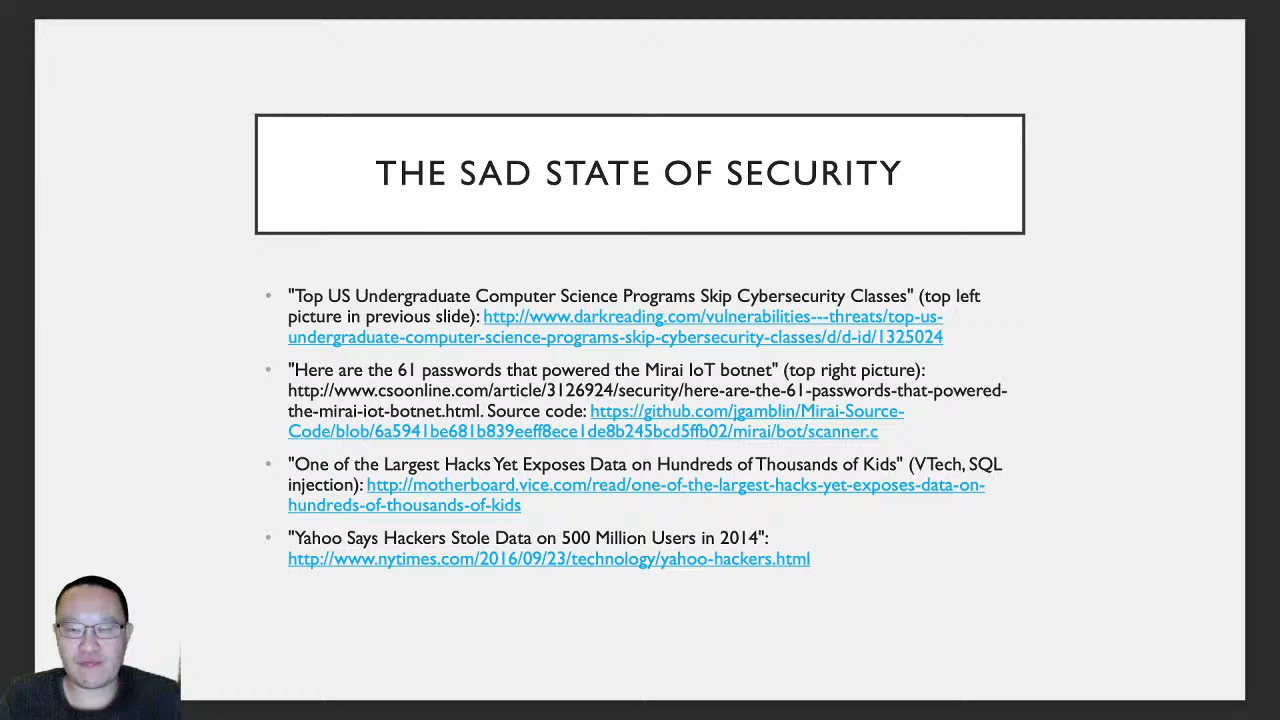 THE SAD STATE OF SECURITY
• "Top US Undergraduate Computer Science Programs Skip Cybersecurity Classes" (top left
picture in previous slide): http://www.darkreading.com/vulnerabilities---threats/top-us-
undergraduate-computer-science-programs-skip-cybersecurity-classes/d/d-id/1325024
• "Here are the 61 passwords that powered the Mirai IoT botnet" (top right picture):
http://www.csoonline.com/article/3126924/security/here-are-the-61-passwords-that-powered-
the-mirai-iot-botnet.html. Source code: https://github.com/jgamblin/Mirai-Source-
Code/blob/6a5941be681b839eeff8ece1de8b245bcd5ffb02/mirai/bot/scanner.c
• "One of the Largest Hacks Yet Exposes Data on Hundreds of Thousands of Kids" (VTech, SQL
injection): http://motherboard.vice.com/read/one-of-the-largest-hacks-yet-exposes-data-on-
hundreds-of-thousands-of-kids
• "Yahoo Says Hackers Stole Data on 500 Million Users in 2014":
http://www.nytimes.com/2016/09/23/technology/yahoo-hackers.html